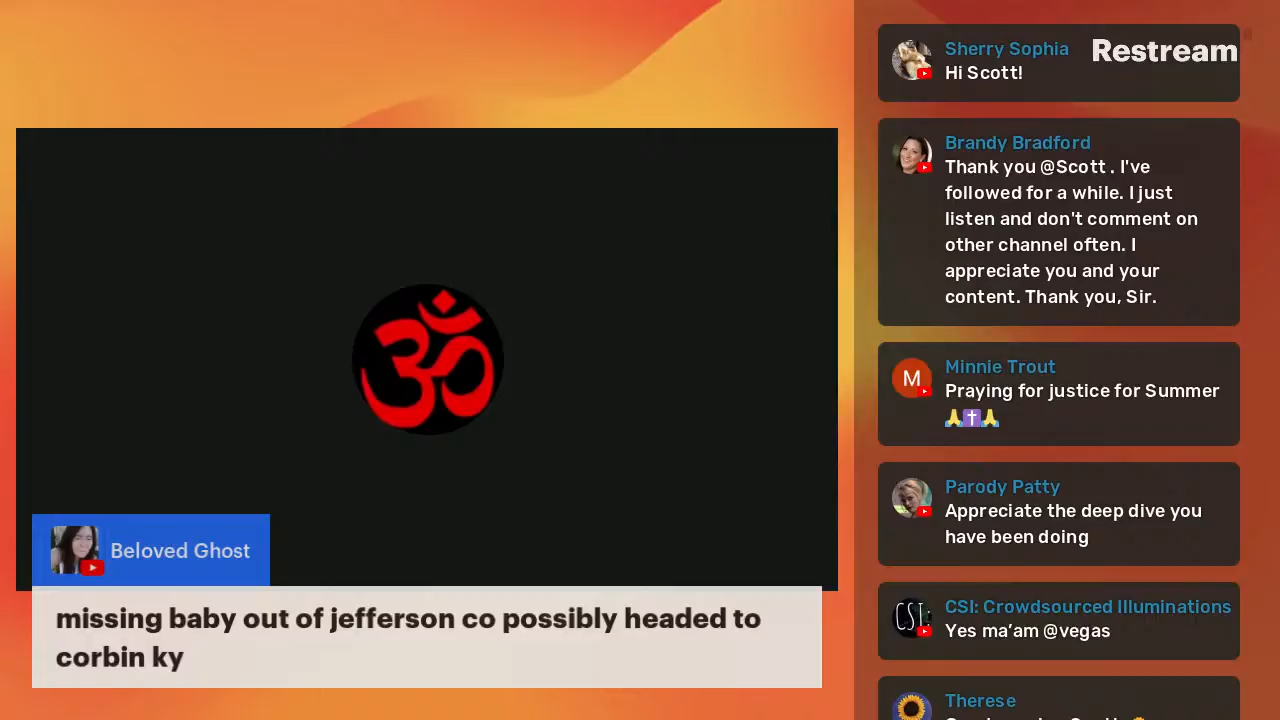 Restream
Sherry Sophia
Hi Scott!
Brandy Bradford
Thank you @Scott . I've
followed for a while. I just
listen and don't comment on
other channel often. I
appreciate you and your
content. Thank you, Sir.
Minnie Trout
Praying for justice for Summer
🙏✝️🙏
Parody Patty
Appreciate the deep dive you
have been doing
CSI: Crowdsourced Illuminations
Yes ma’am @vegas
Therese
ॐ
M
CSI
Beloved Ghost
missing baby out of jefferson co possibly headed to
corbin ky